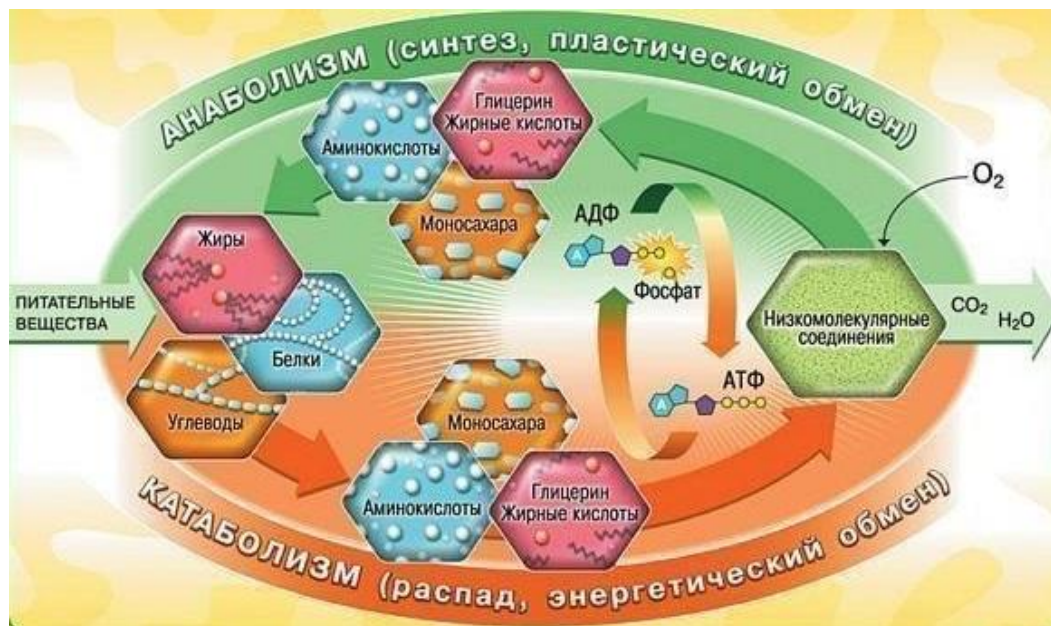 АНАБОЛИЗМ (синтез, пластический обмен)
Глицерин
Жирные кислоты
Аминокислоты
Моносахара
O₂
АДФ
А
Фосфат
Жиры
ПИТАТЕЛЬНЫЕ
ВЕЩЕСТВА
Белки
Углеводы
Низкомолекулярные
соединения
CO₂
H₂O
АТФ
А
Моносахара
Аминокислоты
Глицерин
Жирные кислоты
КАТАБОЛИЗМ (распад, энергетический обмен)